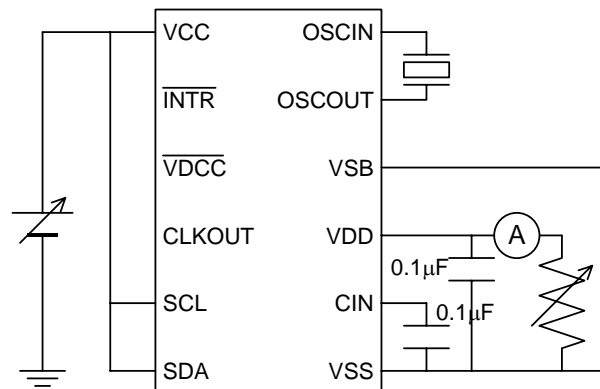 VCC OSCIN
INTR OSCOUT
VDCC VSB
CLKOUT VDD A
0.1μF
SCL CIN 0.1μF
SDA VSS